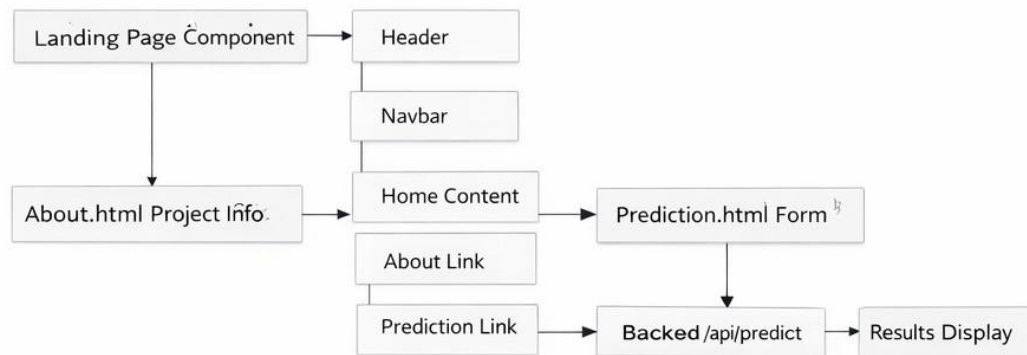 Landing Page Component
Header
Navbar
Home Content
About.html Project Info
Prediction.html Form
About Link
Prediction Link
Backed /api/predict
Results Display